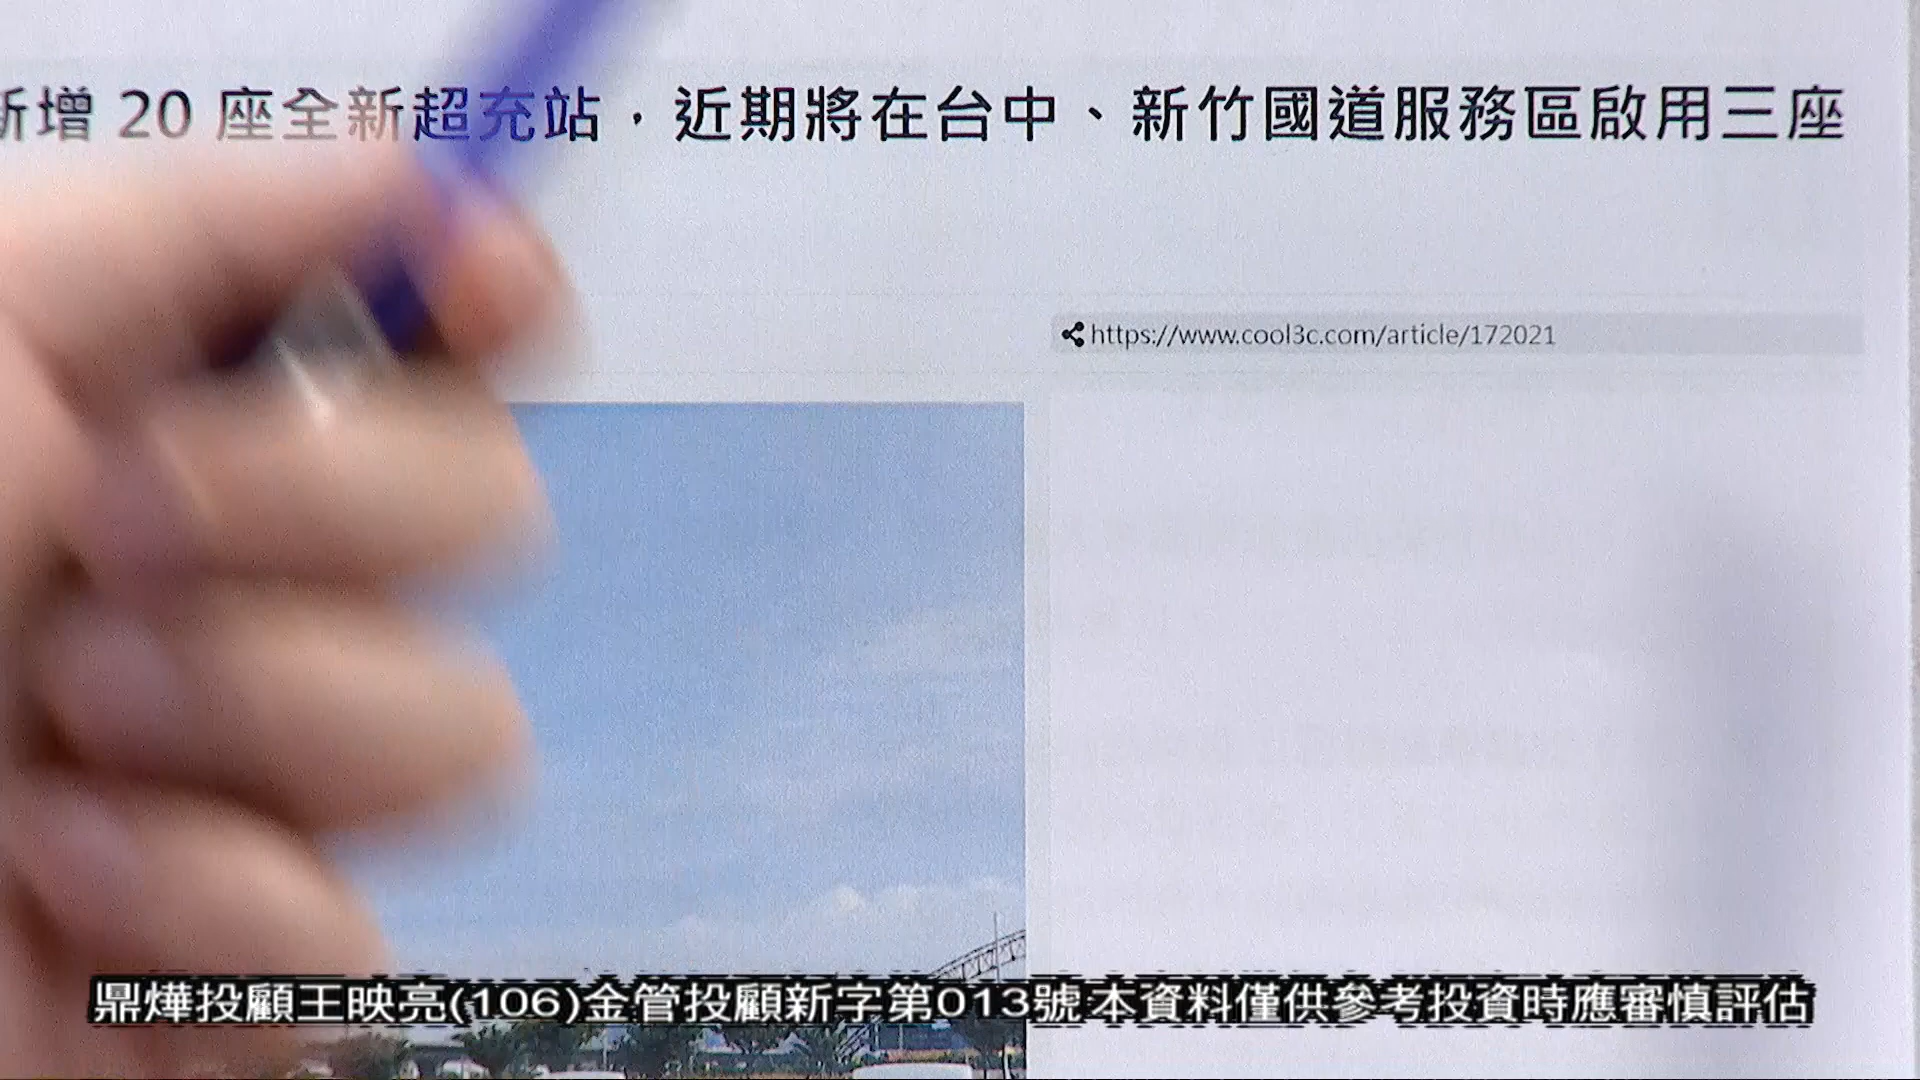 新增 20 座全新超充站，近期將在台中、新竹國道服務區啟用三座
https://www.cool3c.com/article/172021
鼎燁投顧王映亮(106)金管投顧新字第013號本資料僅供參考投資時應審慎評估